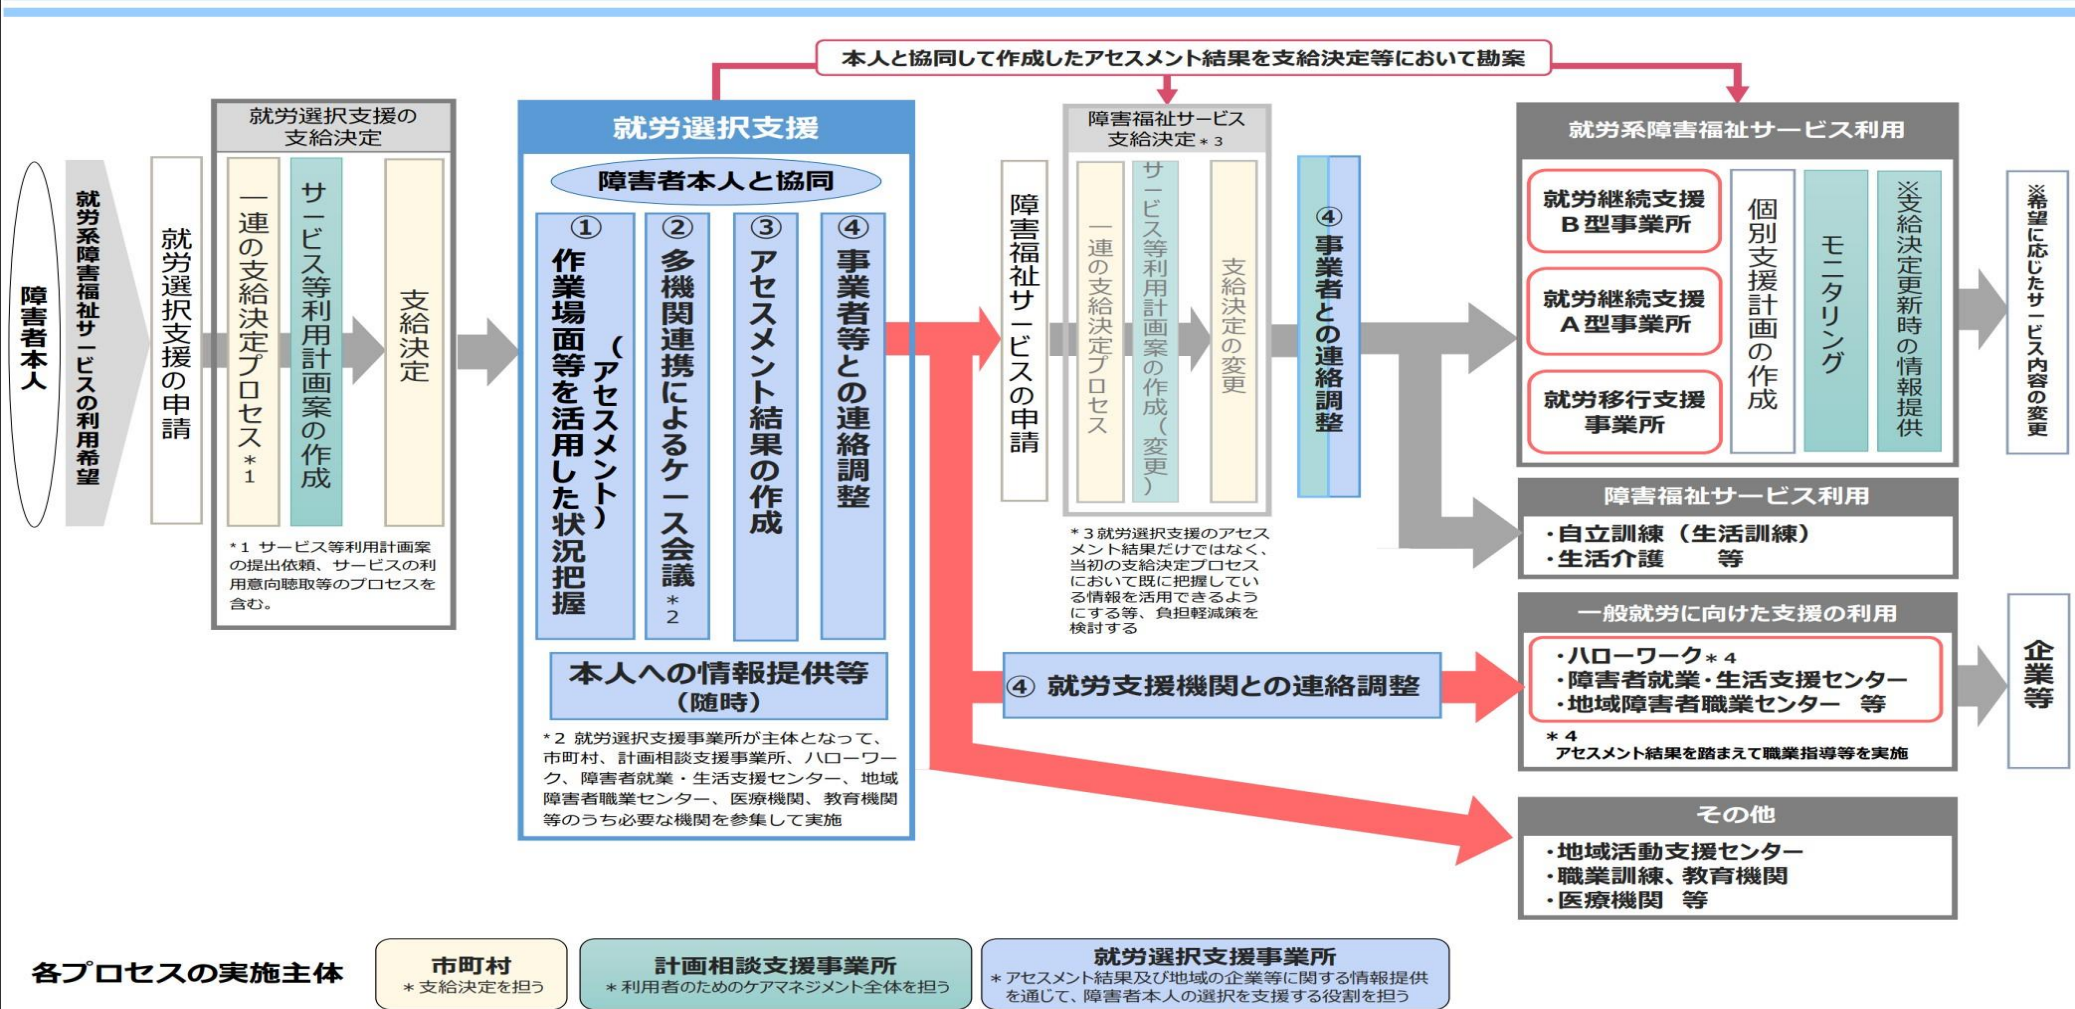 本人と協同して作成したアセスメント結果を支給決定等において勘案
障害者本人
就労系障害福祉サービスの利用希望
就労選択支援の申請
就労選択支援の
支給決定
一連の支給決定プロセス*1
サービス等利用計画案の作成
支給決定
*1 サービス等利用計画案
の提出依頼、サービスの利
用意向聴取等のプロセスを
含む。
就労選択支援
障害者本人と協同
①
作業場面等を活用した状況把握
(アセスメント)
②多機関連携によるケース会議*2
③アセスメント結果の作成
④事業者等との連絡調整
本人への情報提供等
(随時)
*2 就労選択支援事業所が主体となって、
市町村、計画相談支援事業所、ハローワー
ク、障害者就業・生活支援センター、地域
障害者職業センター、医療機関、教育機関
等のうち必要な機関を参集して実施
障害福祉サービスの申請
障害福祉サービス
支給決定*3
一連の支給決定プロセス
サービス等利用計画案の作成(変更)
支給決定の変更
*3就労選択支援のアセス
メント結果だけではなく、
当初の支給決定プロセス
において既に把握してい
る情報を活用できるよう
にする等、負担軽減策を
検討する
④事業者との連絡調整
④ 就労支援機関との連絡調整
就労系障害福祉サービス利用
就労継続支援
B型事業所
就労継続支援
A型事業所
就労移行支援
事業所
個別支援計画の作成
モニタリング
※支給決定更新時の情報提供
※希望に応じたサービス内容の変更
障害福祉サービス利用
・自立訓練(生活訓練)
・生活介護 等
一般就労に向けた支援の利用
・ハローワーク*4
・障害者就業・生活支援センター
・地域障害者職業センター 等
*4
アセスメント結果を踏まえて職業指導等を実施
企業等
その他
・地域活動支援センター
・職業訓練、教育機関
・医療機関 等
各プロセスの実施主体
市町村
*支給決定を担う
計画相談支援事業所
*利用者のためのケアマネジメント全体を担う
就労選択支援事業所
*アセスメント結果及び地域の企業等に関する情報提供
を通じて、障害者本人の選択を支援する役割を担う